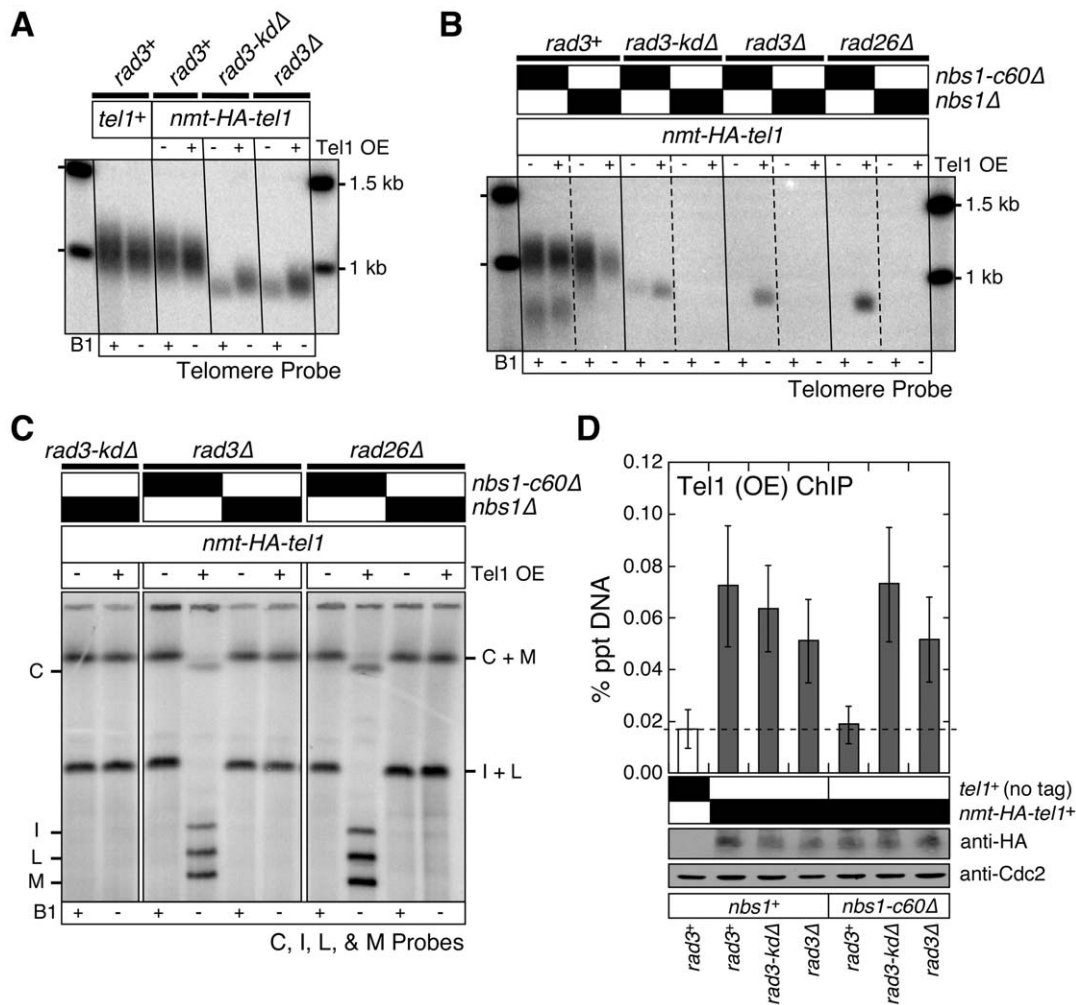 A
rad3+ rad3+ rad3-kdΔ rad3Δ
tel1+ nmt-HA-tel1
- + - + - + Tel1 OE
1.5 kb
1 kb
B1 + - + - + - + -
Telomere Probe
B
rad3+ rad3-kdΔ rad3Δ rad26Δ
nbs1-c60Δ
nbs1Δ
nmt-HA-tel1
- + - + - + - + - + - + - + - + Tel1 OE
1.5 kb
1 kb
B1 + - + - + - + - + - + - + - + -
Telomere Probe
C
rad3-kdΔ rad3Δ rad26Δ
nbs1-c60Δ
nbs1Δ
nmt-HA-tel1
- + - + - + - + - + Tel1 OE
C C + M
I + L
I
L
M
B1 + - + - + - + - + -
C, I, L, & M Probes
D
Tel1 (OE) ChIP
% ppt DNA
0.12
0.10
0.08
0.06
0.04
0.02
0.00
tel1+ (no tag)
nmt-HA-tel1+
anti-HA
anti-Cdc2
nbs1+ nbs1-c60Δ
rad3+ rad3+ rad3-kdΔ rad3Δ rad3+ rad3-kdΔ rad3Δ